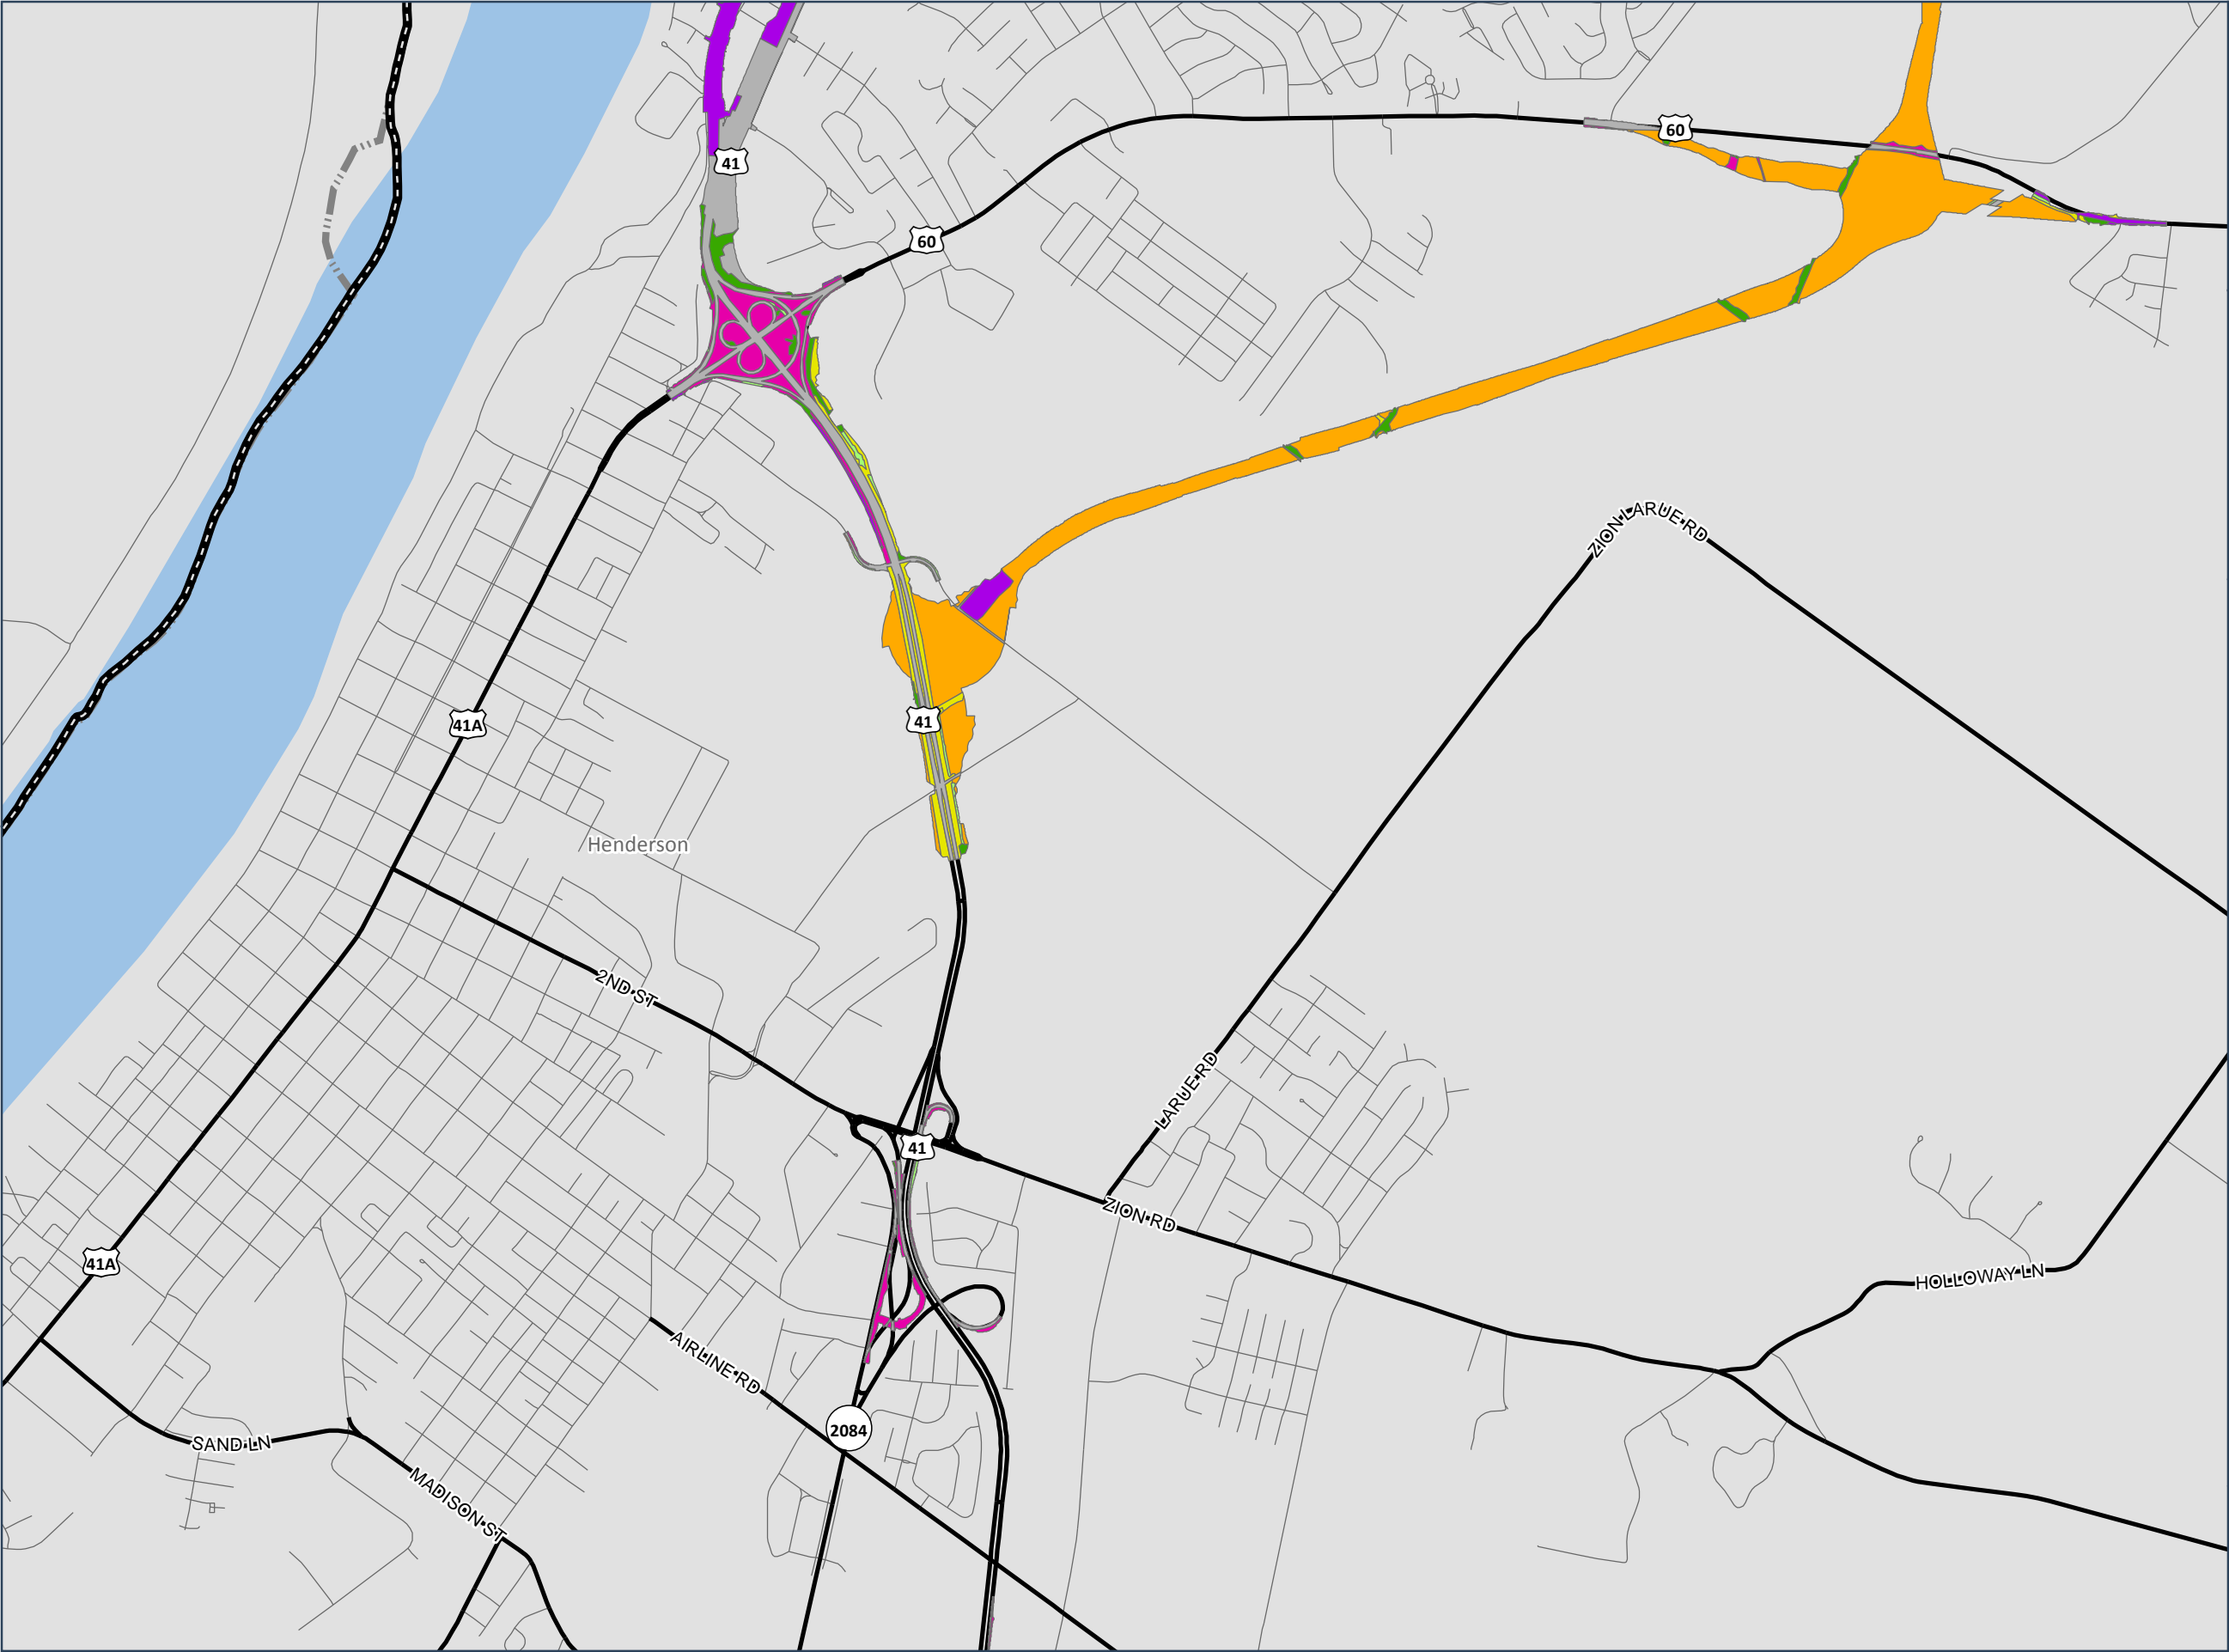 60
41
60
ZION-LARUE-RD
41A
41
Henderson
2ND ST
LARUE RD
41
ZION RD
41A
HOLLOWAY LN
AIRLINE RD
2084
SAND LN
MADISON ST